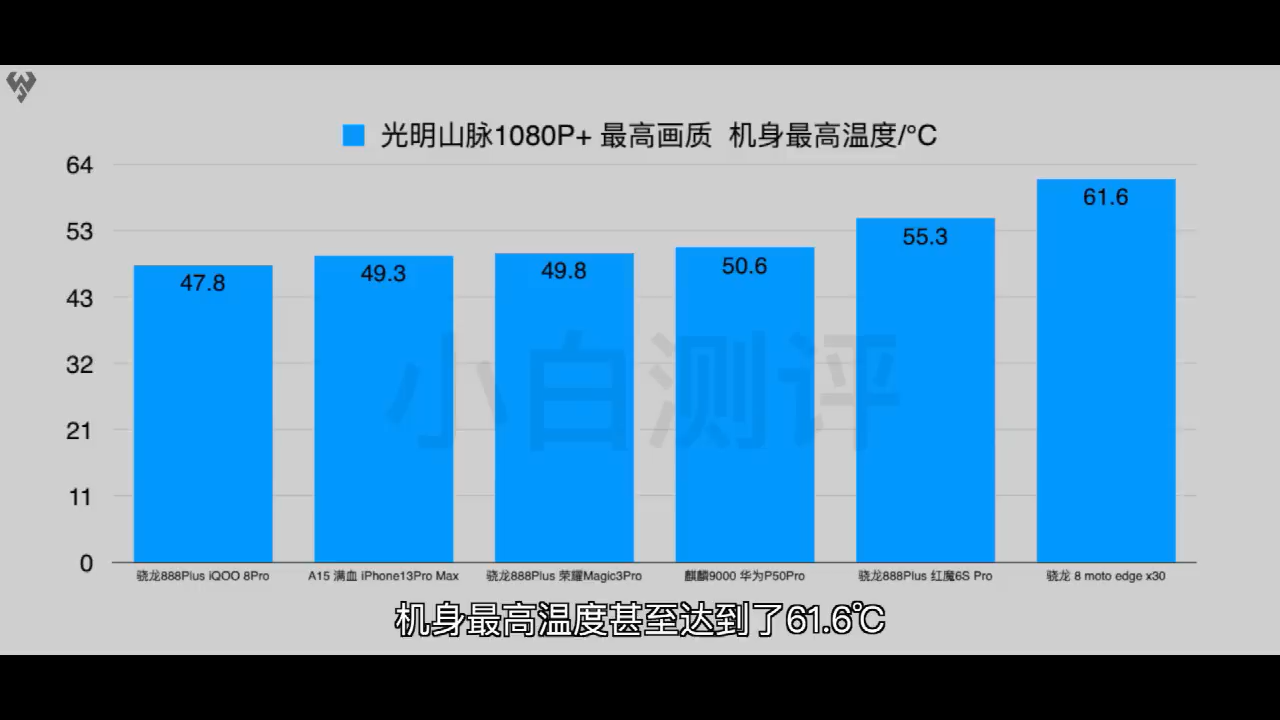 光明山脉1080P+ 最高画质 机身最高温度/°C
64
53
43
32
21
11
0
47.8
49.3
49.8
50.6
55.3
61.6
小白测评
骁龙888Plus iQOO 8Pro
A15 满血 iPhone13Pro Max
骁龙888Plus 荣耀Magic3Pro
麒麟9000 华为P50Pro
骁龙888Plus 红魔6S Pro
骁龙 8 moto edge x30
机身最高温度甚至达到了61.6℃